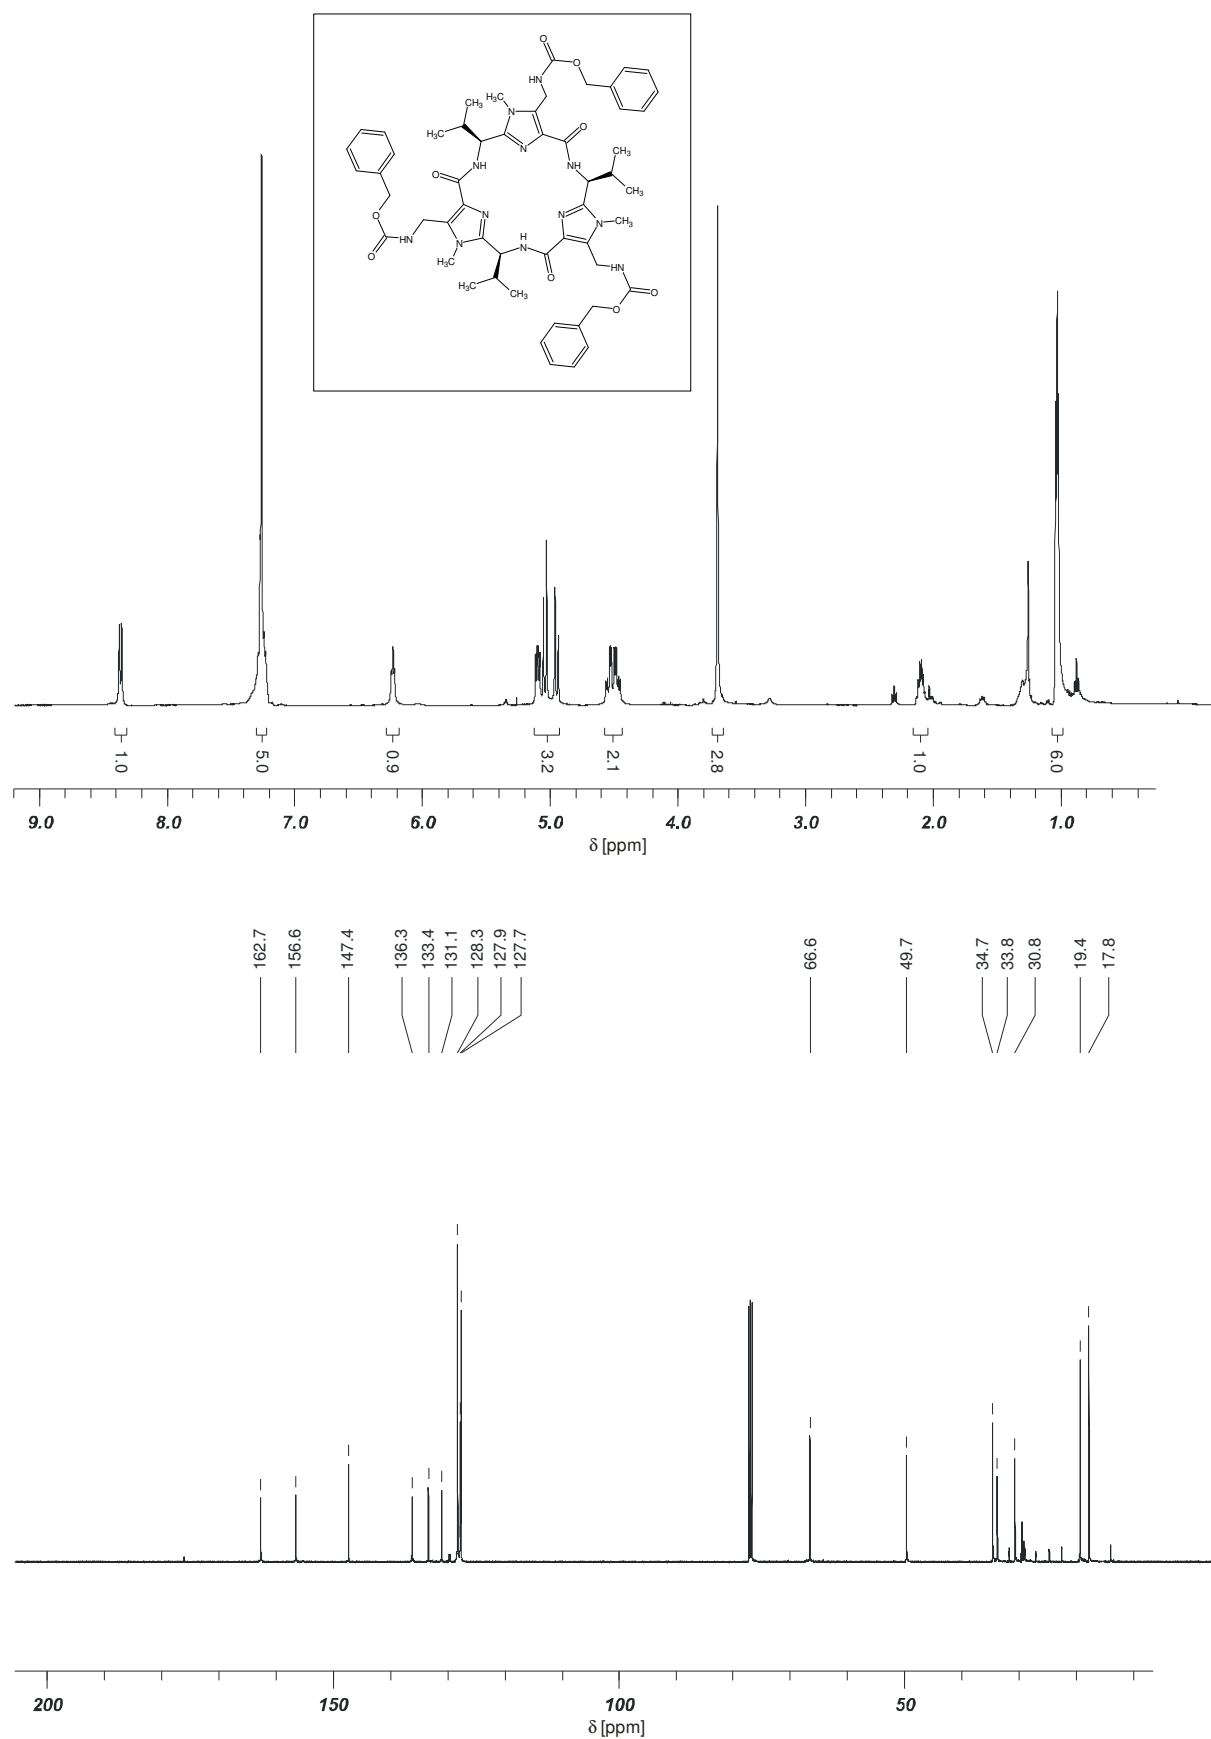 O
O
HN
H3C
N
CH3
H3C
N
O
NH
HN
CH3
CH3
O
O
O
HN
N
N
H3C
H
N
N
N
CH3
O
O
HN
H3C
CH3
NH
O
O
1.0
5.0
0.9
3.2
2.1
2.8
1.0
6.0
9.0 8.0 7.0 6.0 5.0 4.0 3.0 2.0 1.0
δ [ppm]
162.7
156.6
147.4
136.3
133.4
131.1
128.3
127.9
127.7
66.6
49.7
34.7
33.8
30.8
19.4
17.8
200 150 100 50
δ [ppm]